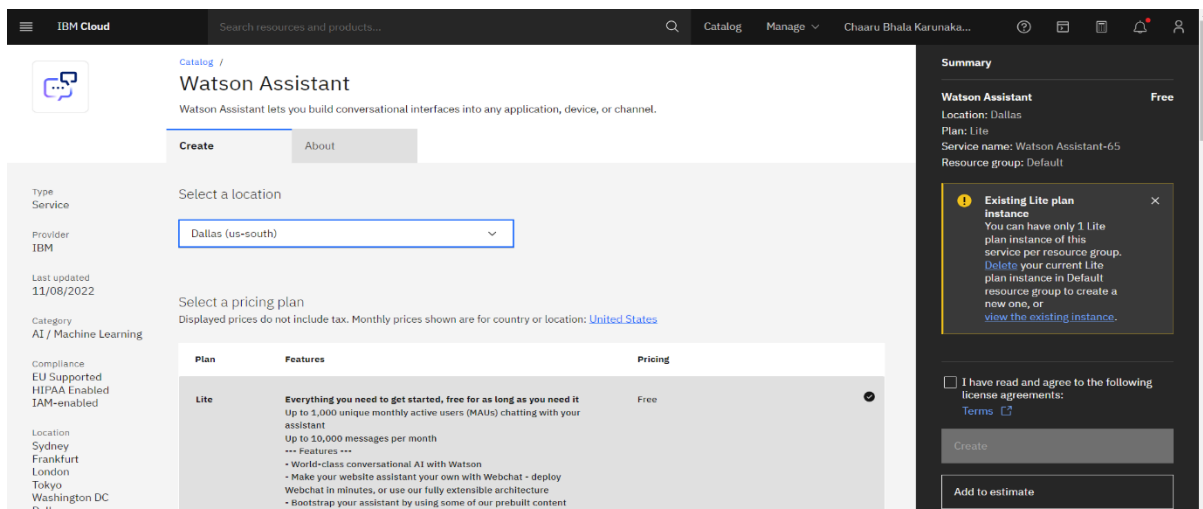 IBM Cloud
Search resources and products...
Catalog
Manage
Chaaru Bhala Karunaka...
Catalog /
Watson Assistant
Watson Assistant lets you build conversational interfaces into any application, device, or channel.
Create
About
Type
Service
Provider
IBM
Last updated
11/08/2022
Category
AI / Machine Learning
Compliance
EU Supported
HIPAA Enabled
IAM-enabled
Location
Sydney
Frankfurt
London
Tokyo
Washington DC
Select a location
Dallas (us-south)
Select a pricing plan
Displayed prices do not include tax. Monthly prices shown are for country or location: United States
Plan
Features
Pricing
Lite
Everything you need to get started, free for as long as you need it
Up to 1,000 unique monthly active users (MAUs) chatting with your
assistant
Up to 10,000 messages per month
--- Features ---
- World-class conversational AI with Watson
- Make your website assistant your own with Webchat - deploy
Webchat in minutes, or use our fully extensible architecture
- Bootstrap your assistant by using some of our prebuilt content
Free
Summary
Watson Assistant
Free
Location: Dallas
Plan: Lite
Service name: Watson Assistant-65
Resource group: Default
Existing Lite plan
instance
You can have only 1 Lite
plan instance of this
service per resource group.
Delete your current Lite
plan instance in Default
resource group to create a
new one, or
view the existing instance.
I have read and agree to the following
license agreements:
Terms
Create
Add to estimate